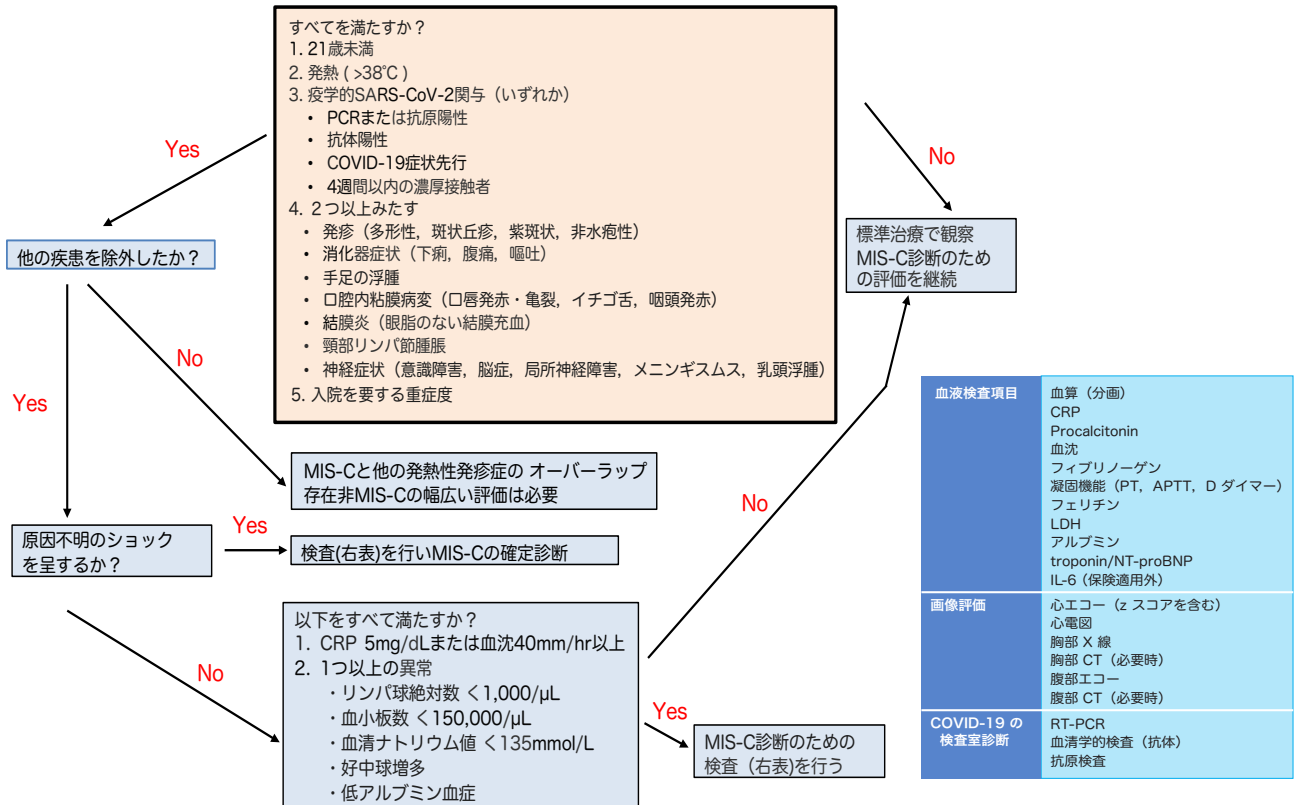 すべてを満たすか？
1. 21歳未満
2. 発熱 ( >38℃ )
3. 疫学的SARS-CoV-2関与（いずれか）
• PCRまたは抗原陽性
• 抗体陽性
• COVID-19症状先行
• 4週間以内の濃厚接触者
4. ２つ以上みたす
• 発疹（多形性，斑状丘疹，紫斑状，非水疱性）
• 消化器症状（下痢，腹痛，嘔吐）
• 手足の浮腫
• 口腔内粘膜病変（口唇発赤・亀裂，イチゴ舌，咽頭発赤）
• 結膜炎（眼脂のない結膜充血）
• 頸部リンパ節腫脹
• 神経症状（意識障害，脳症，局所神経障害，メニンギスムス，乳頭浮腫）
5. 入院を要する重症度
Yes
No
他の疾患を除外したか？
標準治療で観察
MIS-C診断のため
の評価を継続
No
Yes
MIS-Cと他の発熱性発疹症の オーバーラップ
存在非MIS-Cの幅広い評価は必要
原因不明のショック
を呈するか？
Yes
検査(右表)を行いMIS-Cの確定診断
No
No
以下をすべて満たすか？
1. CRP 5mg/dLまたは血沈40mm/hr以上
2. 1つ以上の異常
・リンパ球絶対数 <1,000/μL
・血小板数 <150,000/μL
・血清ナトリウム値 <135mmol/L
・好中球増多
・低アルブミン血症
Yes
MIS-C診断のための
検査（右表)を行う
血液検査項目
血算（分画）
CRP
Procalcitonin
血沈
フィブリノーゲン
凝固機能（PT，APTT，D ダイマー）
フェリチン
LDH
アルブミン
troponin/NT-proBNP
IL-6（保険適用外）
画像評価
心エコー（z スコアを含む）
心電図
胸部 X 線
胸部 CT（必要時）
腹部エコー
腹部 CT（必要時）
COVID-19 の
検査室診断
RT-PCR
血清学的検査（抗体）
抗原検査